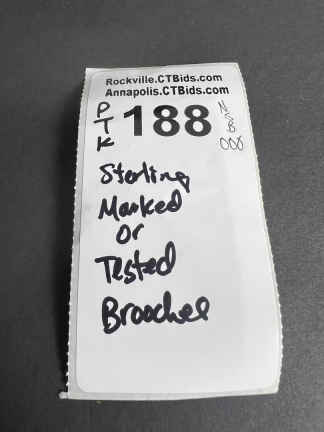 Rockville.CTBids.com
Annapolis.CTBids.com
PTK
188
Sterling
Marked
or
Tested
Brooches